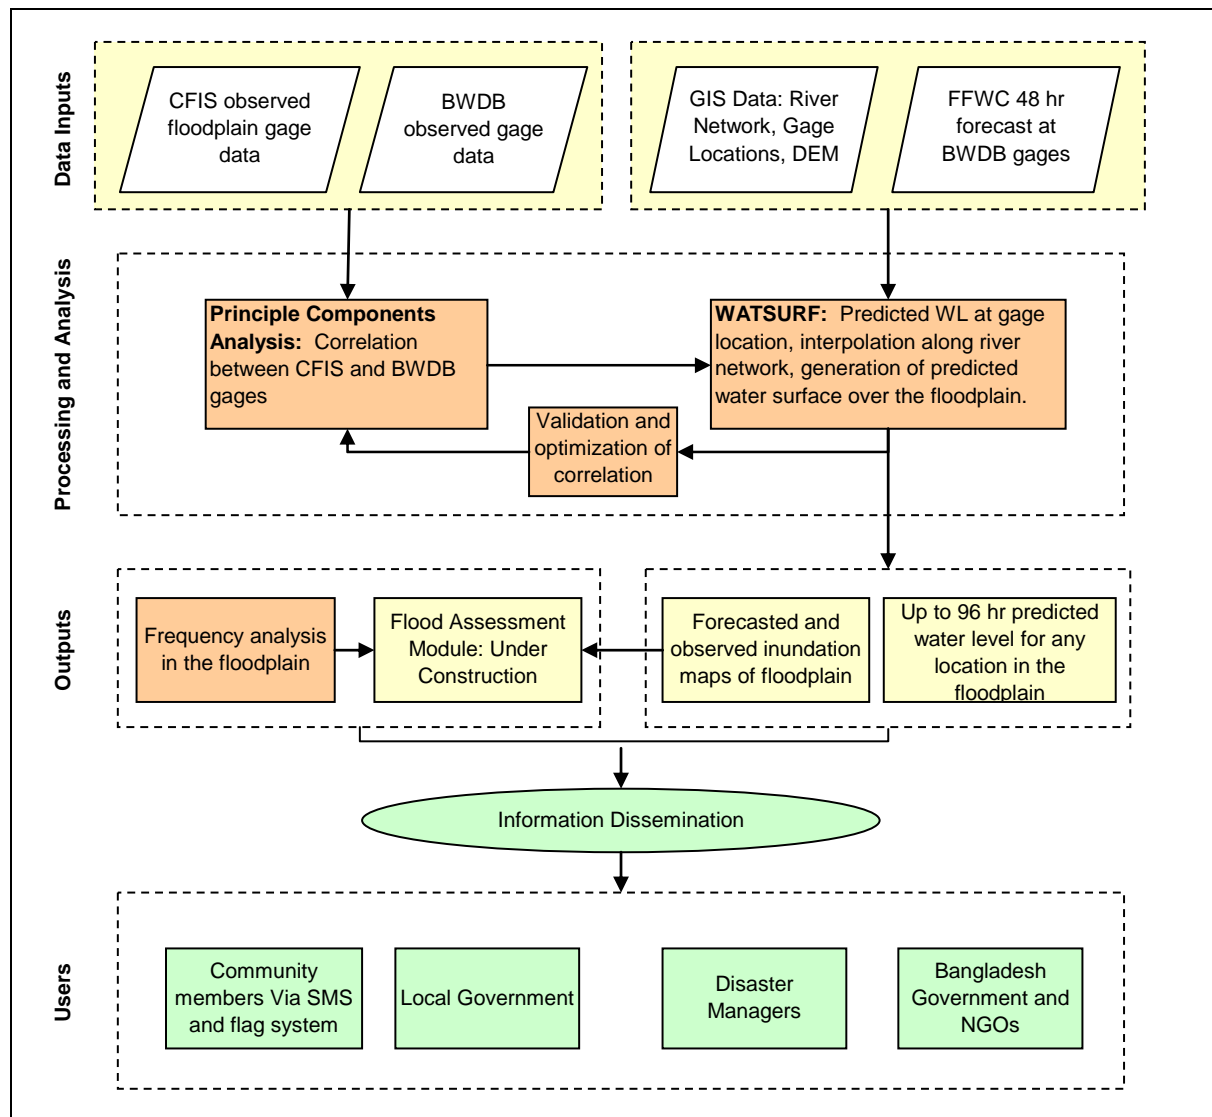 Data Inputs
CFIS observed
floodplain gage
data
BWDB
observed gage
data
GIS Data: River
Network, Gage
Locations, DEM
FFWC 48 hr
forecast at
BWDB gages
Processing and Analysis
Principle Components
Analysis: Correlation
between CFIS and BWDB
gages
WATSURF: Predicted WL at gage
location, interpolation along river
network, generation of predicted
water surface over the floodplain.
Validation and
optimization of
correlation
Outputs
Frequency analysis
in the floodplain
Flood Assessment
Module: Under
Construction
Forecasted and
observed inundation
maps of floodplain
Up to 96 hr predicted
water level for any
location in the
floodplain
Information Dissemination
Users
Community
members Via SMS
and flag system
Local Government
Disaster
Managers
Bangladesh
Government and
NGOs